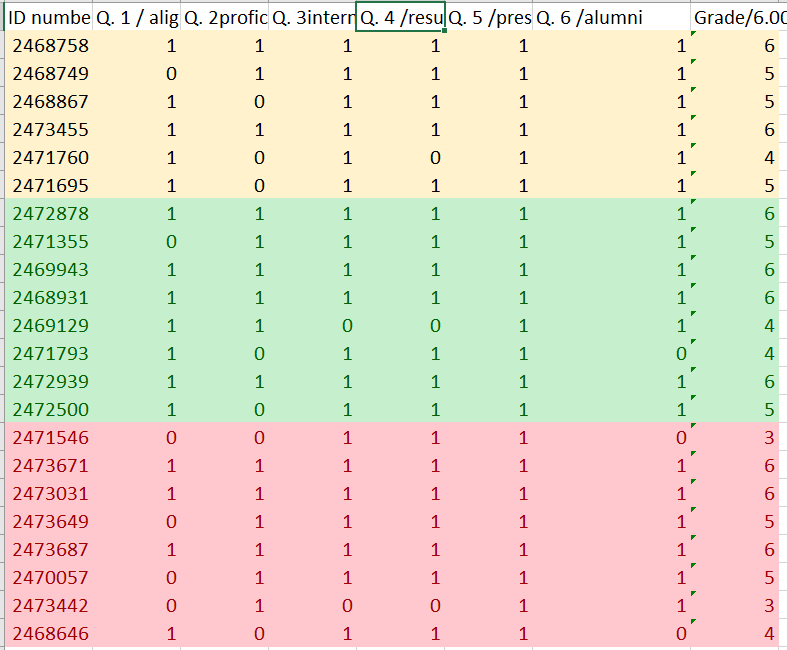 ID numbe Q. 1 / alig Q. 2profic Q. 3intern Q. 4 /resu Q. 5 /pres Q. 6 /alumni Grade/6.00
2468758 1 1 1 1 1 1 6
2468749 0 1 1 1 1 1 5
2468867 1 0 1 1 1 1 5
2473455 1 1 1 1 1 1 6
2471760 1 0 1 0 1 1 4
2471695 1 0 1 1 1 1 5
2472878 1 1 1 1 1 1 6
2471355 0 1 1 1 1 1 5
2469943 1 1 1 1 1 1 6
2468931 1 1 1 1 1 1 6
2469129 1 1 0 0 1 1 4
2471793 1 0 1 1 1 0 4
2472939 1 1 1 1 1 1 6
2472500 1 0 1 1 1 1 5
2471546 0 0 1 1 1 0 3
2473671 1 1 1 1 1 1 6
2473031 1 1 1 1 1 1 6
2473649 0 1 1 1 1 1 5
2473687 1 1 1 1 1 1 6
2470057 0 1 1 1 1 1 5
2473442 0 1 0 0 1 1 3
2468646 1 0 1 1 1 0 4